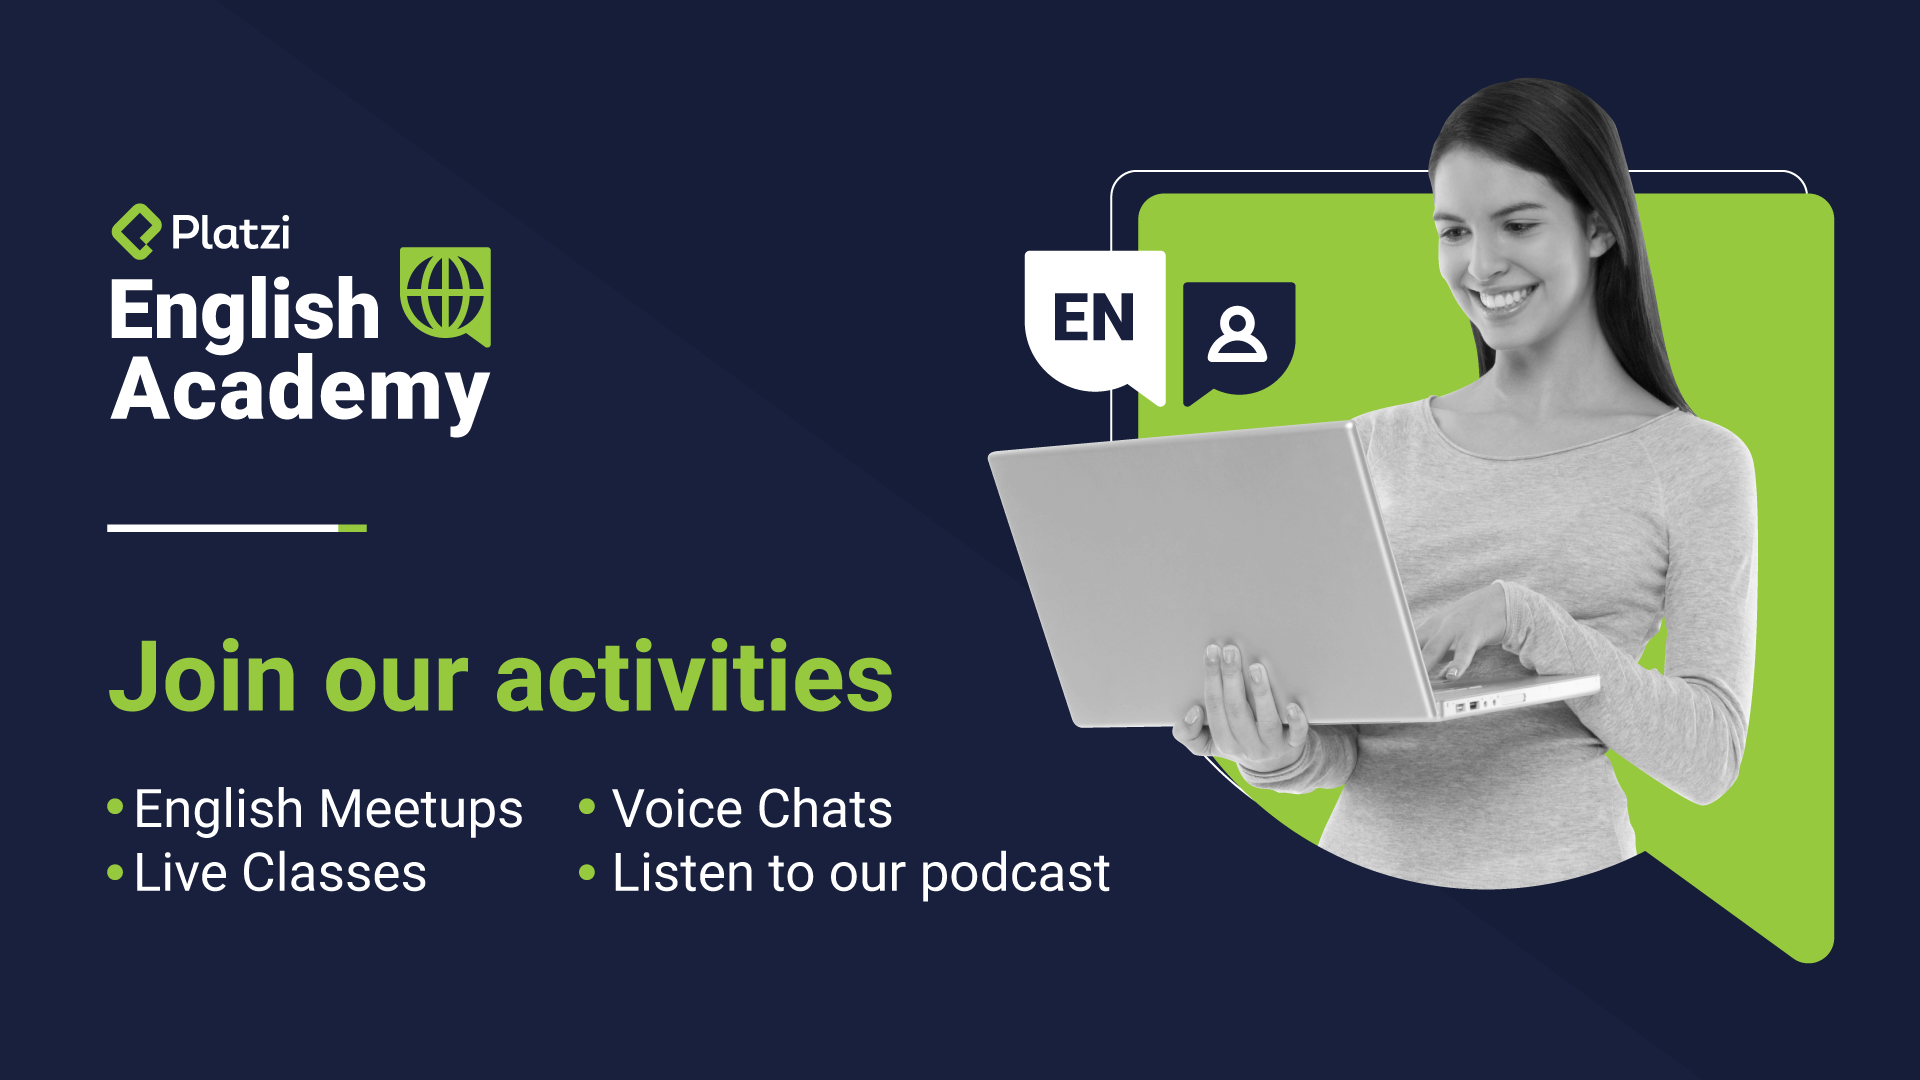 Platzi
English
Academy
EN
Join our activities
• English Meetups
• Live Classes
• Voice Chats
• Listen to our podcast